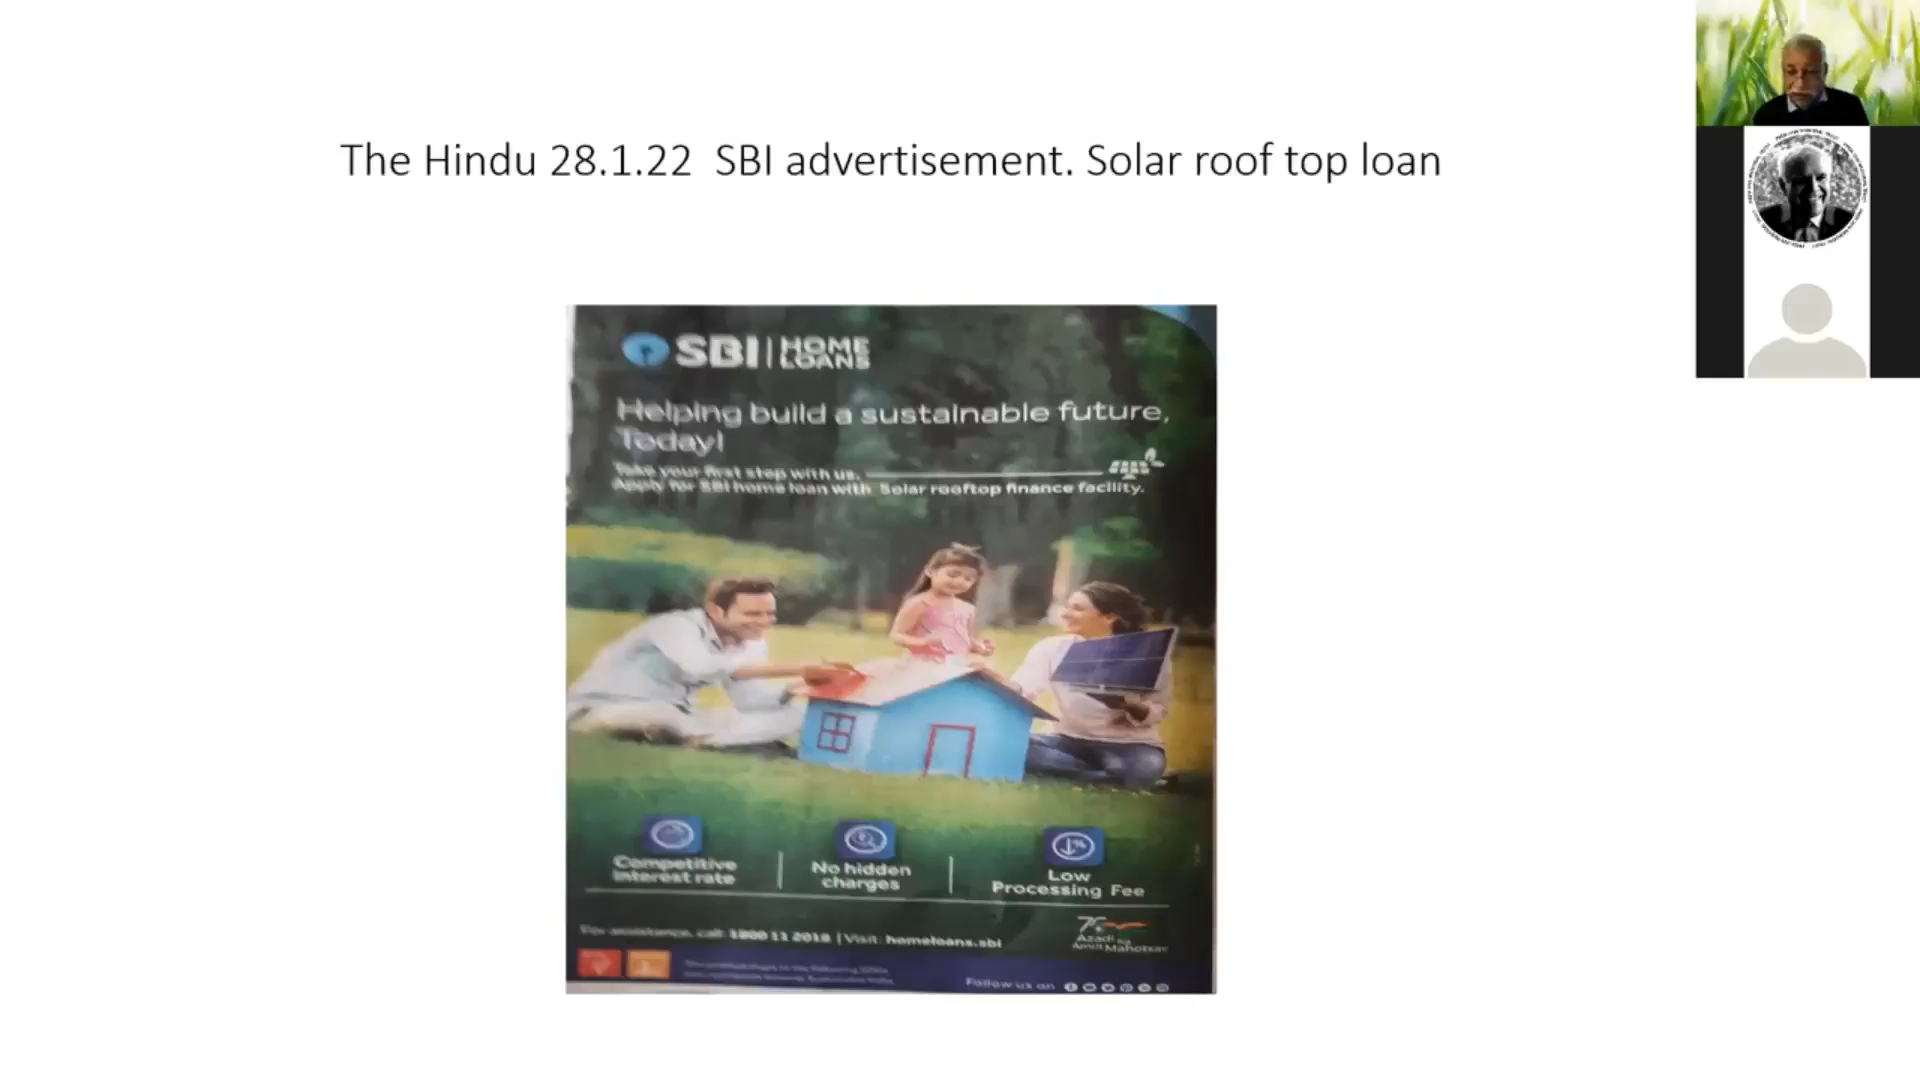 The Hindu 28.1.22  SBI advertisement. Solar roof top loan
SBI | HOME LOANS
Helping build a sustainable future,
Today!
Take your first step with us.
Apply for SBI home loan with Solar rooftop finance facility.
Competitive
Interest rate
No hidden
charges
Low
Processing Fee
For assistance, call: 1800 11 2018 | Visit: homeloans.sbi
Azadi Ka
Amrit Mahotsav
Follow us on